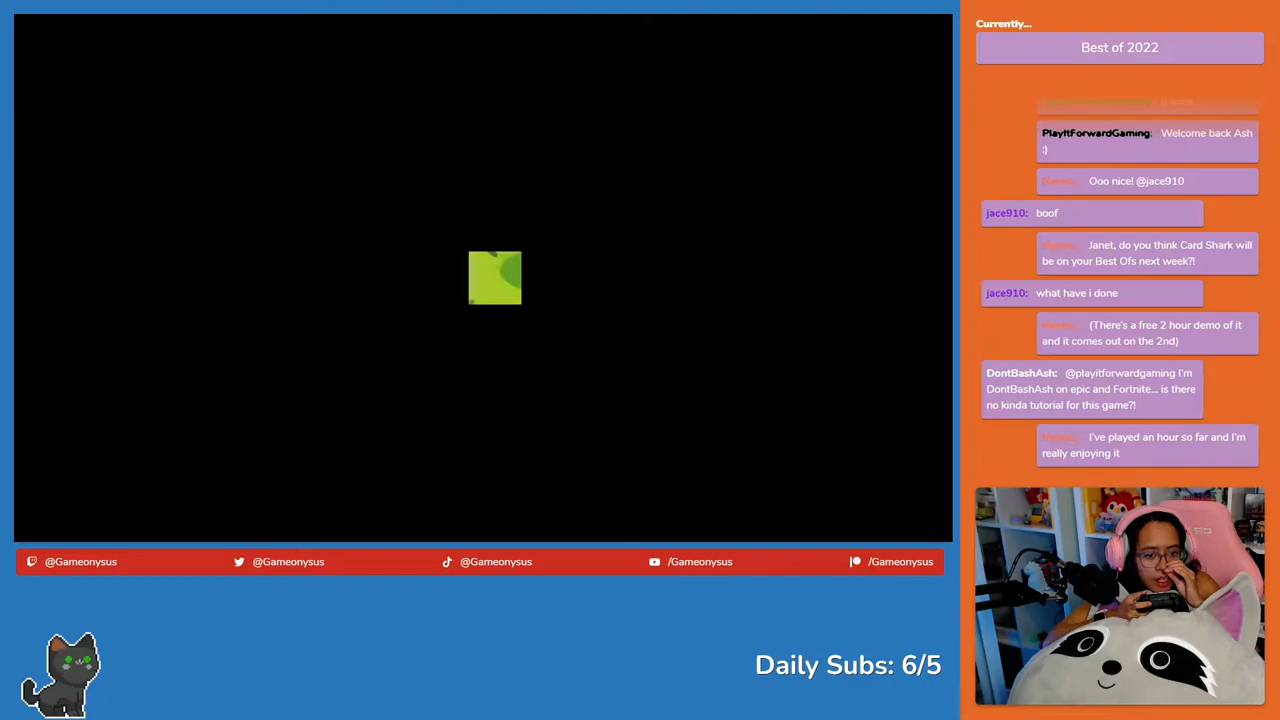 Currently...
Best of 2022
PlayItForwardGaming: Welcome back Ash
:)
Ooo nice! @jace910
jace910: boof
Janet, do you think Card Shark will
be on your Best Ofs next week?!
jace910: what have i done
(There's a free 2 hour demo of it
and it comes out on the 2nd)
DontBashAsh: @playitforwardgaming I'm
DontBashAsh on epic and Fortnite... is there
no kinda tutorial for this game?!
I've played an hour so far and I'm
really enjoying it
@Gameonysus @Gameonysus @Gameonysus /Gameonysus /Gameonysus
Daily Subs: 6/5